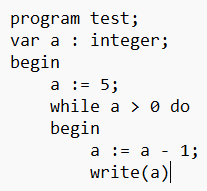 program test;
var a : integer;
begin
    a := 5;
    while a > 0 do
    begin
        a := a - 1;
        write(a)